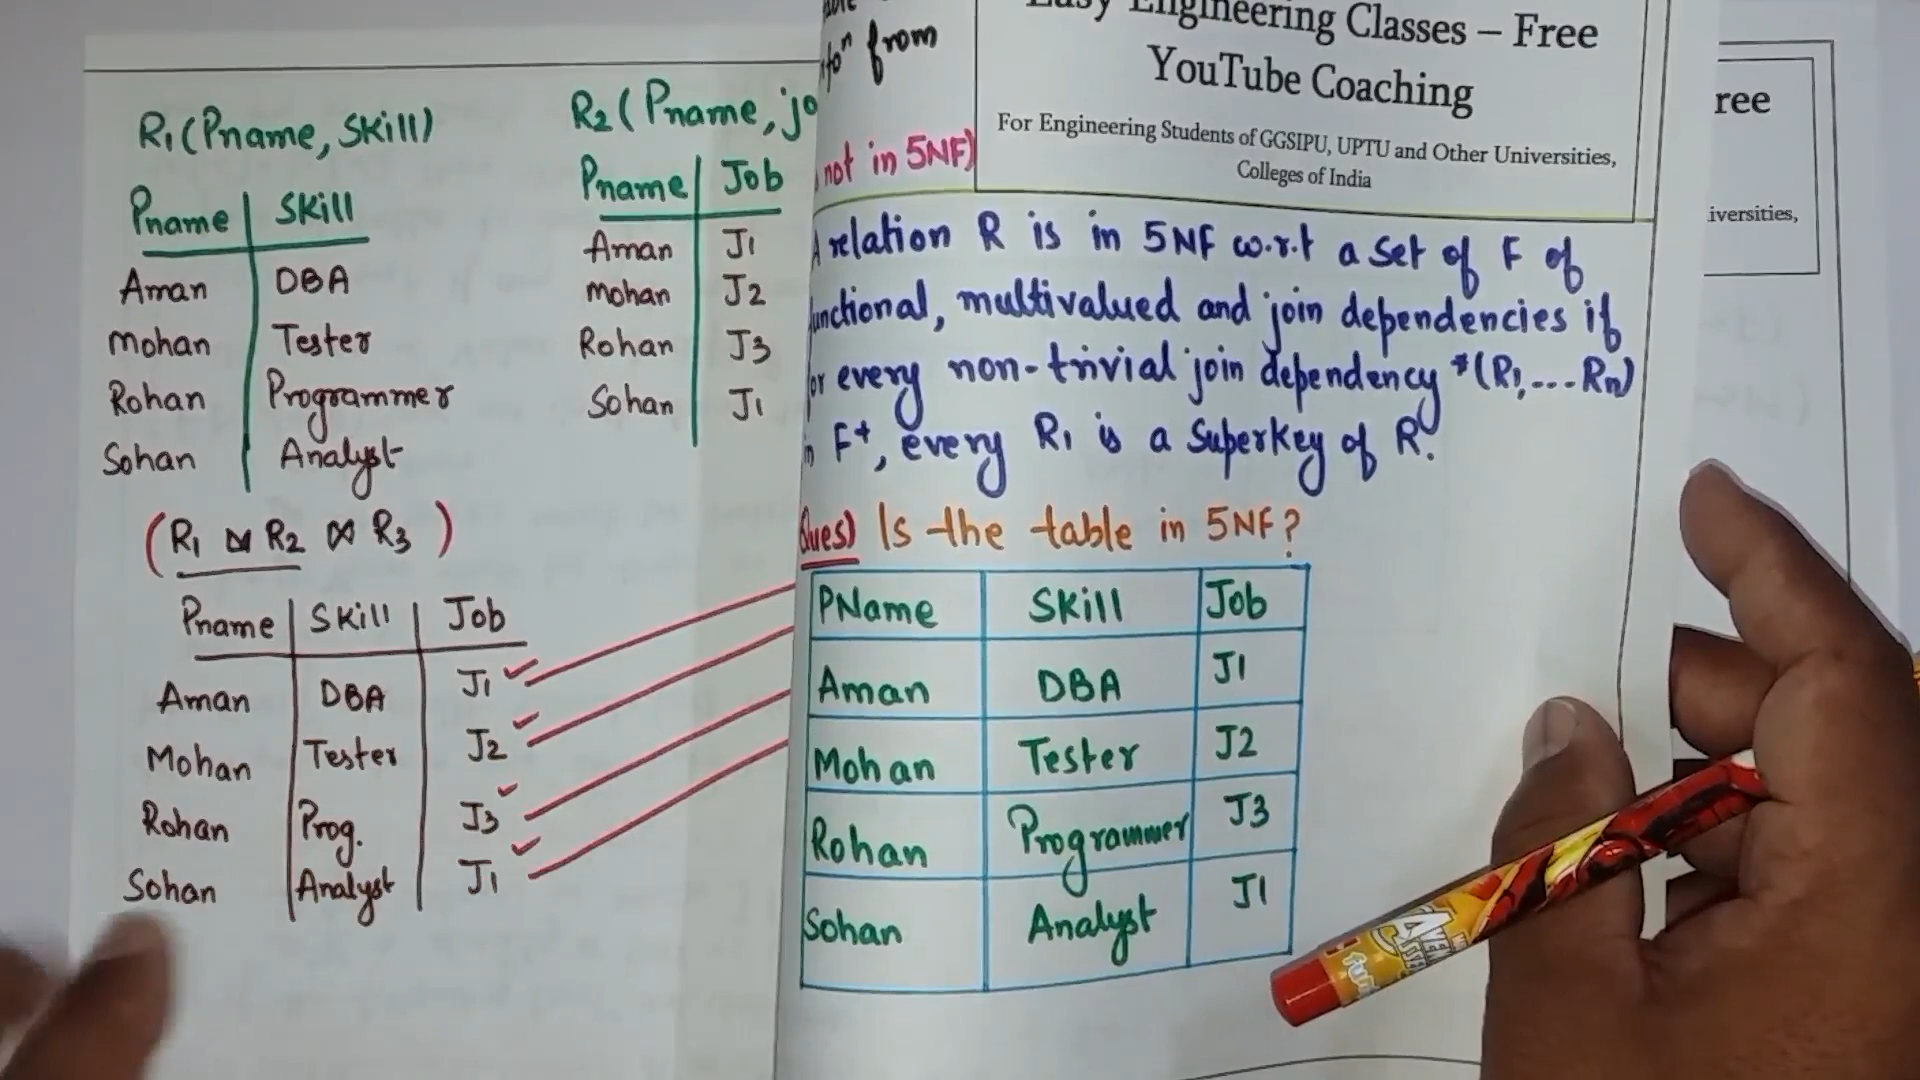 R1(Pname, Skill)
Pname Skill
Aman DBA
Mohan Tester
Rohan Programmer
Sohan Analyst
R2(Pname, jo
Pname Job
Aman J1
Mohan J2
Rohan J3
Sohan J1
(R1 ⋈ R2 ⋈ R3)
Pname Skill Job
Aman DBA J1
Mohan Tester J2
Rohan Prog. J3
Sohan Analyst J1
from
not in 5NF)
Easy Engineering Classes – Free
YouTube Coaching
For Engineering Students of GGSIPU, UPTU and Other Universities,
Colleges of India
A relation R is in 5NF w.r.t a set of F of
unctional, multivalued and join dependencies if
or every non-trivial join dependency *(R1,...Rn)
in F+, every R1 is a Superkey of R.
Ques) Is the table in 5NF?
PName Skill Job
Aman DBA J1
Mohan Tester J2
Rohan Programmer J3
Sohan Analyst J1
ree
iversities,